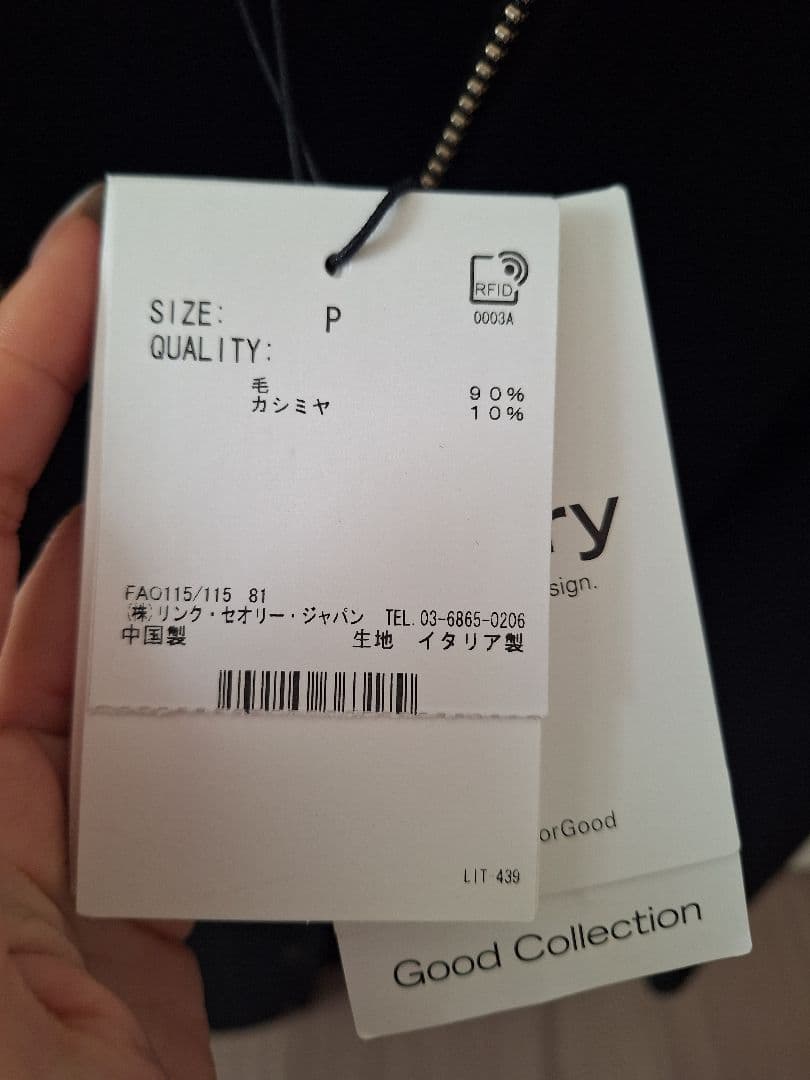 RFID
0003A
SIZE: P
QUALITY:
毛 90%
カシミヤ 10%
FAO115/115 81
(株)リンク・セオリー・ジャパン TEL.03-6865-0206
中国製 生地 イタリア製
LIT 439
ry
sign.
orGood
Good Collection